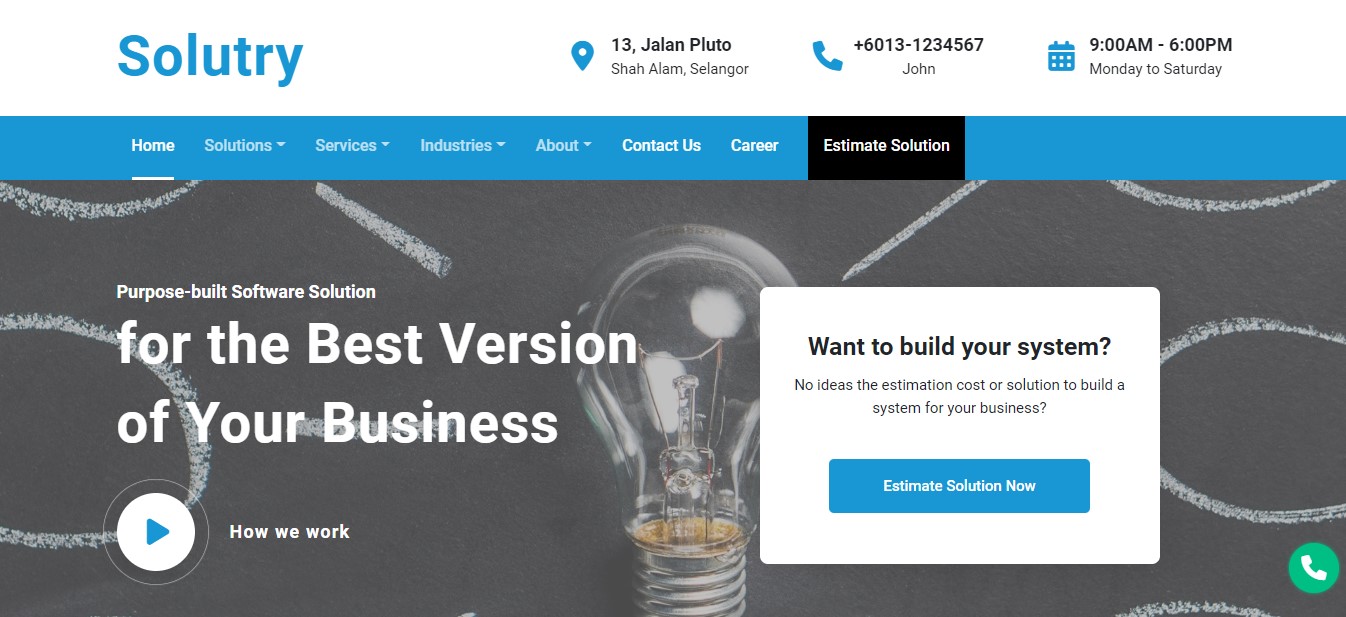 Solutry
13, Jalan Pluto
Shah Alam, Selangor
+6013-1234567
John
9:00AM - 6:00PM
Monday to Saturday
Home Solutions Services Industries About Contact Us Career Estimate Solution
Purpose-built Software Solution
for the Best Version
of Your Business
How we work
Want to build your system?
No ideas the estimation cost or solution to build a
system for your business?
Estimate Solution Now